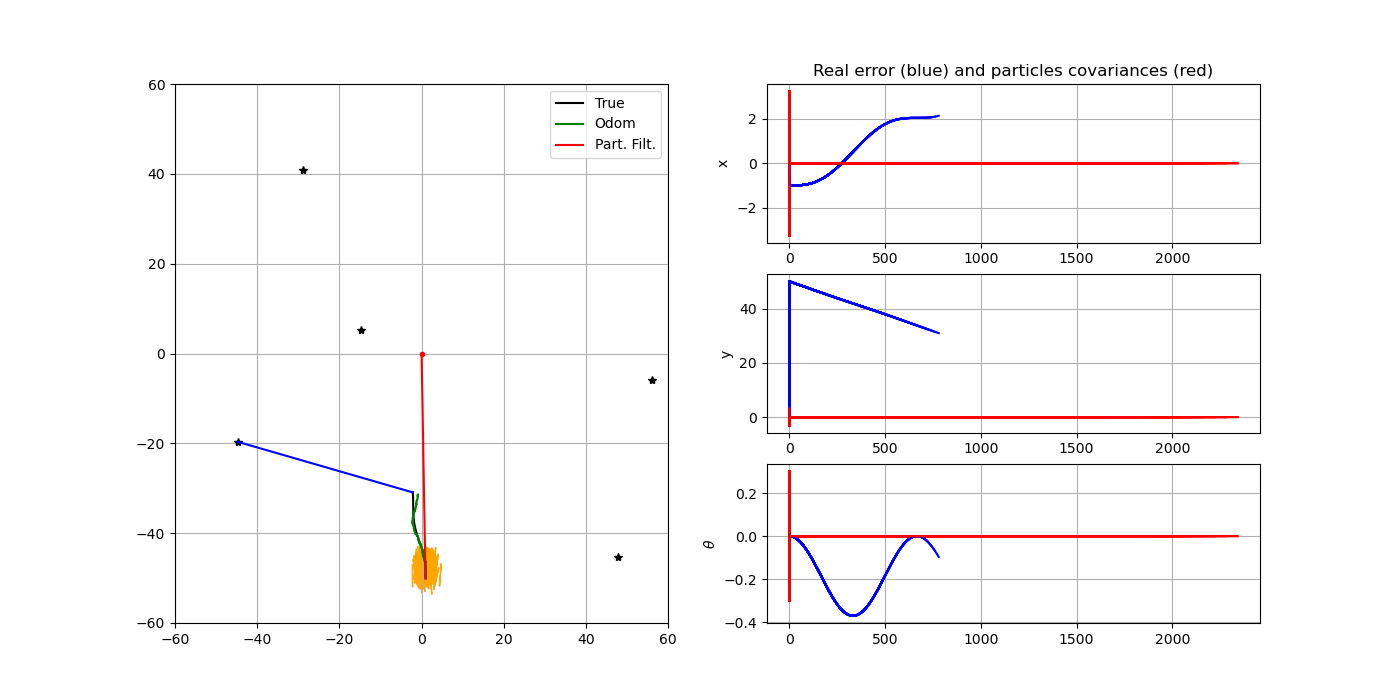 60
40
20
0
−20
−40
−60
−60 −40 −20 0 20 40 60
True
Odom
Part. Filt.
Real error (blue) and particles covariances (red)
x
2
0
−2
0 500 1000 1500 2000
y
40
20
0
0 500 1000 1500 2000
θ
0.2
0.0
−0.2
−0.4
0 500 1000 1500 2000